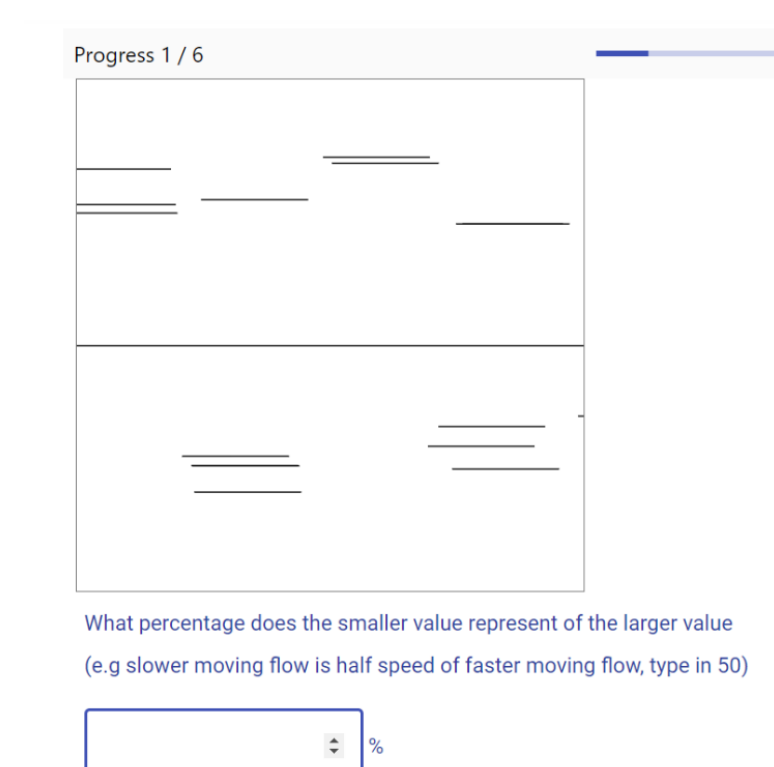 Progress 1 / 6
What percentage does the smaller value represent of the larger value
(e.g slower moving flow is half speed of faster moving flow, type in 50)
%